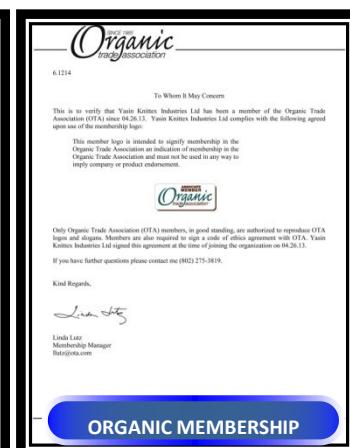 SINCE 1985
Organic
trade association
6.1214
To Whom It May Concern
This is to verify that Yasin Knittex Industries Ltd has been a member of the Organic Trade
Association (OTA) since 04.26.13. Yasin Knittex Industries Ltd complies with the following agreed
upon use of the membership logo:
This member logo is intended to signify membership in the
Organic Trade Association an indication of membership in the
Organic Trade Association and must not be used in any way to
imply company or product endorsement.
ASSOCIATE
MEMBER
Organic
Only Organic Trade Association (OTA) members, in good standing, are authorized to reproduce OTA
logos and slogans. Members are also required to sign a code of ethics agreement with OTA. Yasin
Knittex Industries Ltd signed this agreement at the time of joining the organization on 04.26.13.
If you have further questions please contact me (802) 275-3819.
Kind Regards,
Linda Lutz
Linda Lutz
Membership Manager
llutz@ota.com
ORGANIC MEMBERSHIP